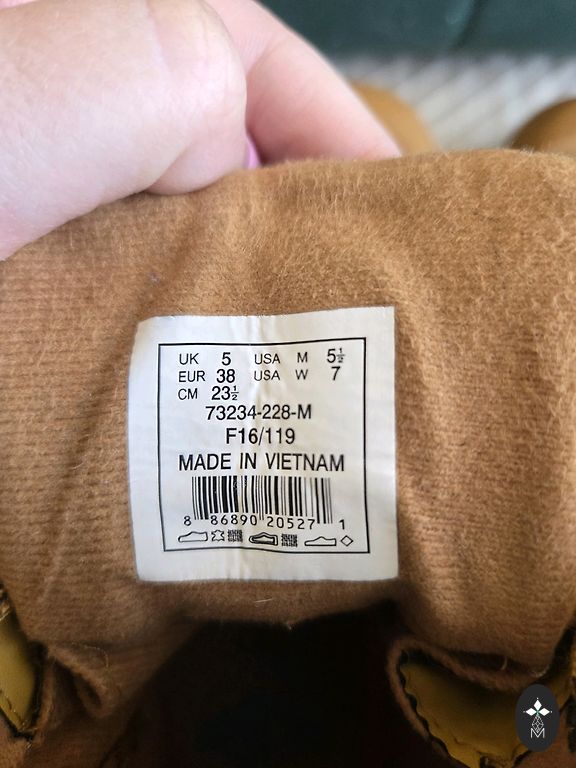 UK 5 USA M 5½
EUR 38 USA W 7
CM 23½
73234-228-M
F16/119
MADE IN VIETNAM
8 86890 20527 1
M